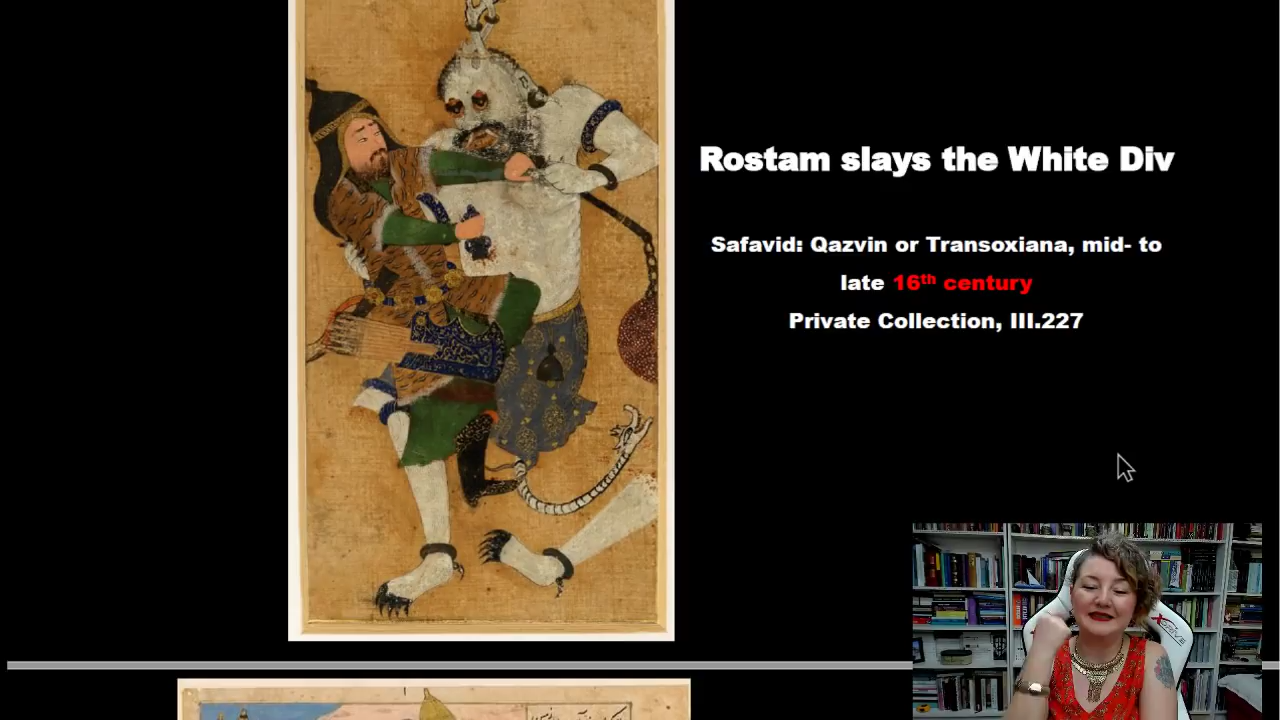 Rostam slays the White Div
Safavid: Qazvin or Transoxiana, mid- to
late 16th century
Private Collection, III.227